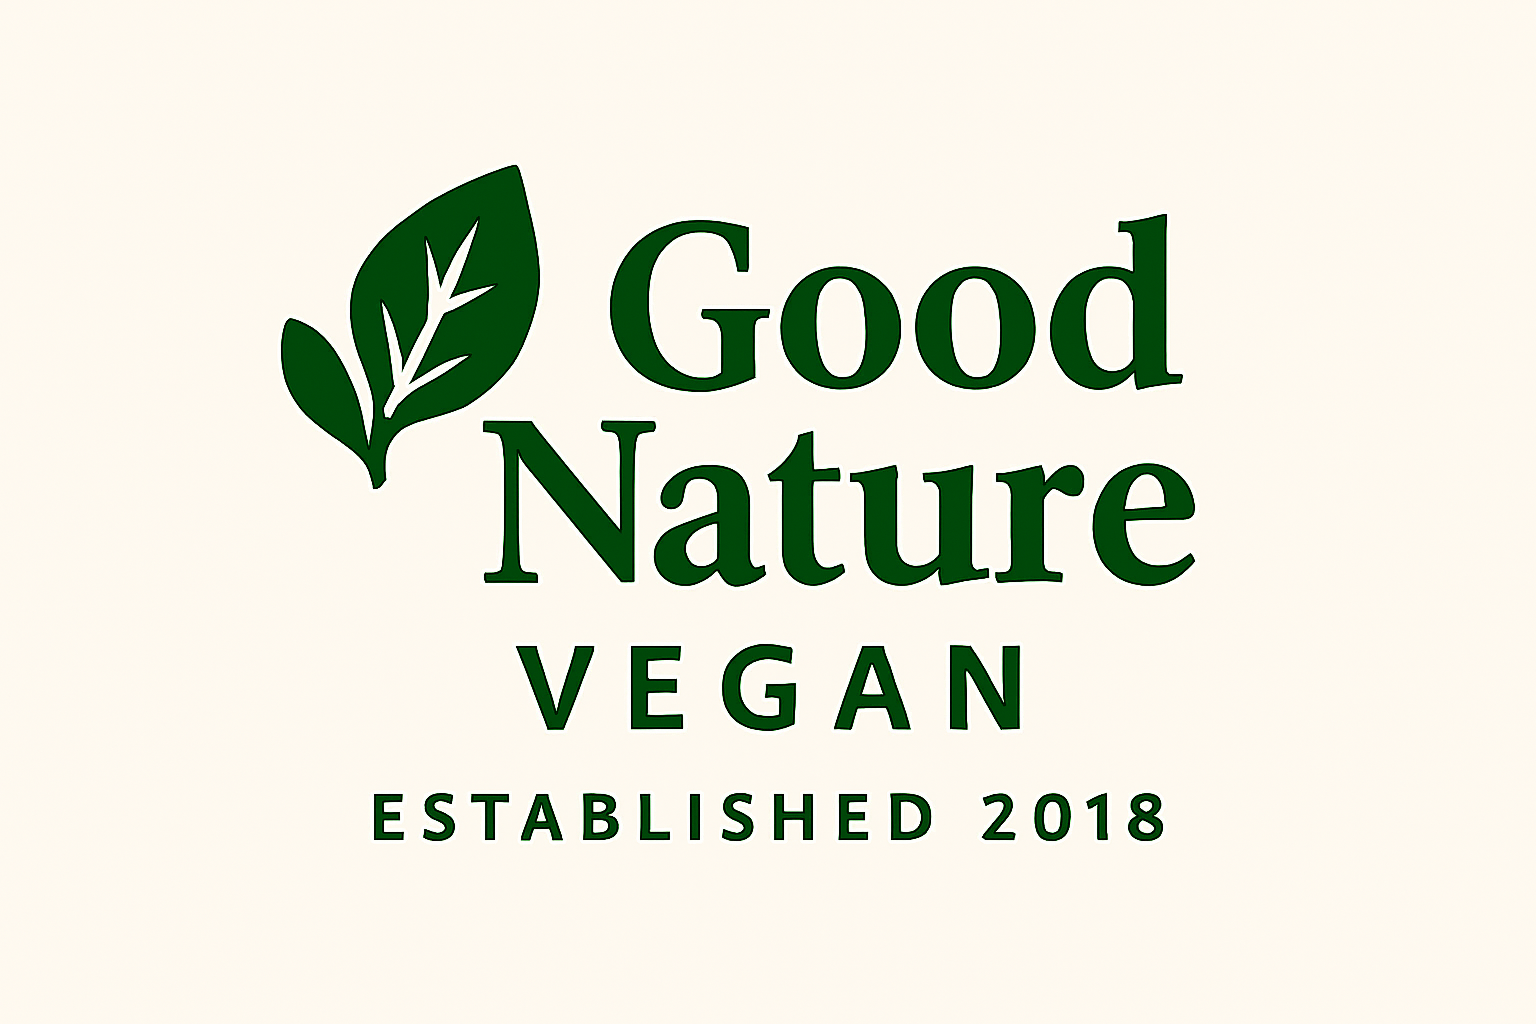 Good
Nature
VEGAN
ESTABLISHED 2018